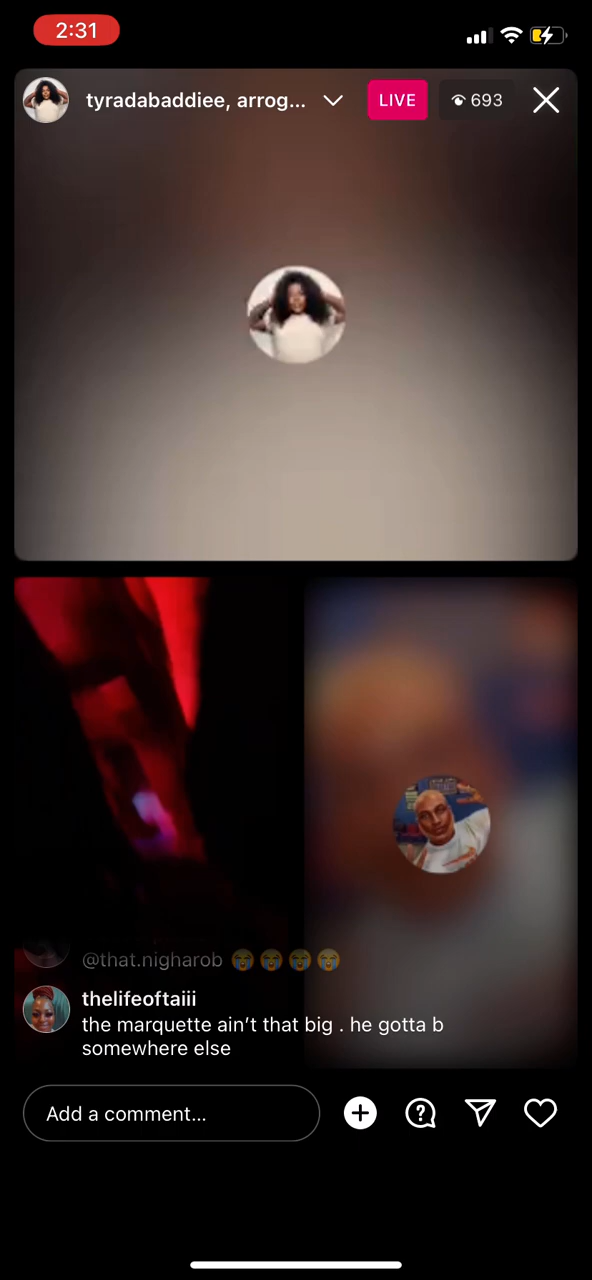 2:31
tyradabaddiee, arrog...
LIVE
693
@that.nigharob 😭😭😭😭
thelifeoftaiii
the marquette ain't that big . he gotta b
somewhere else
Add a comment...